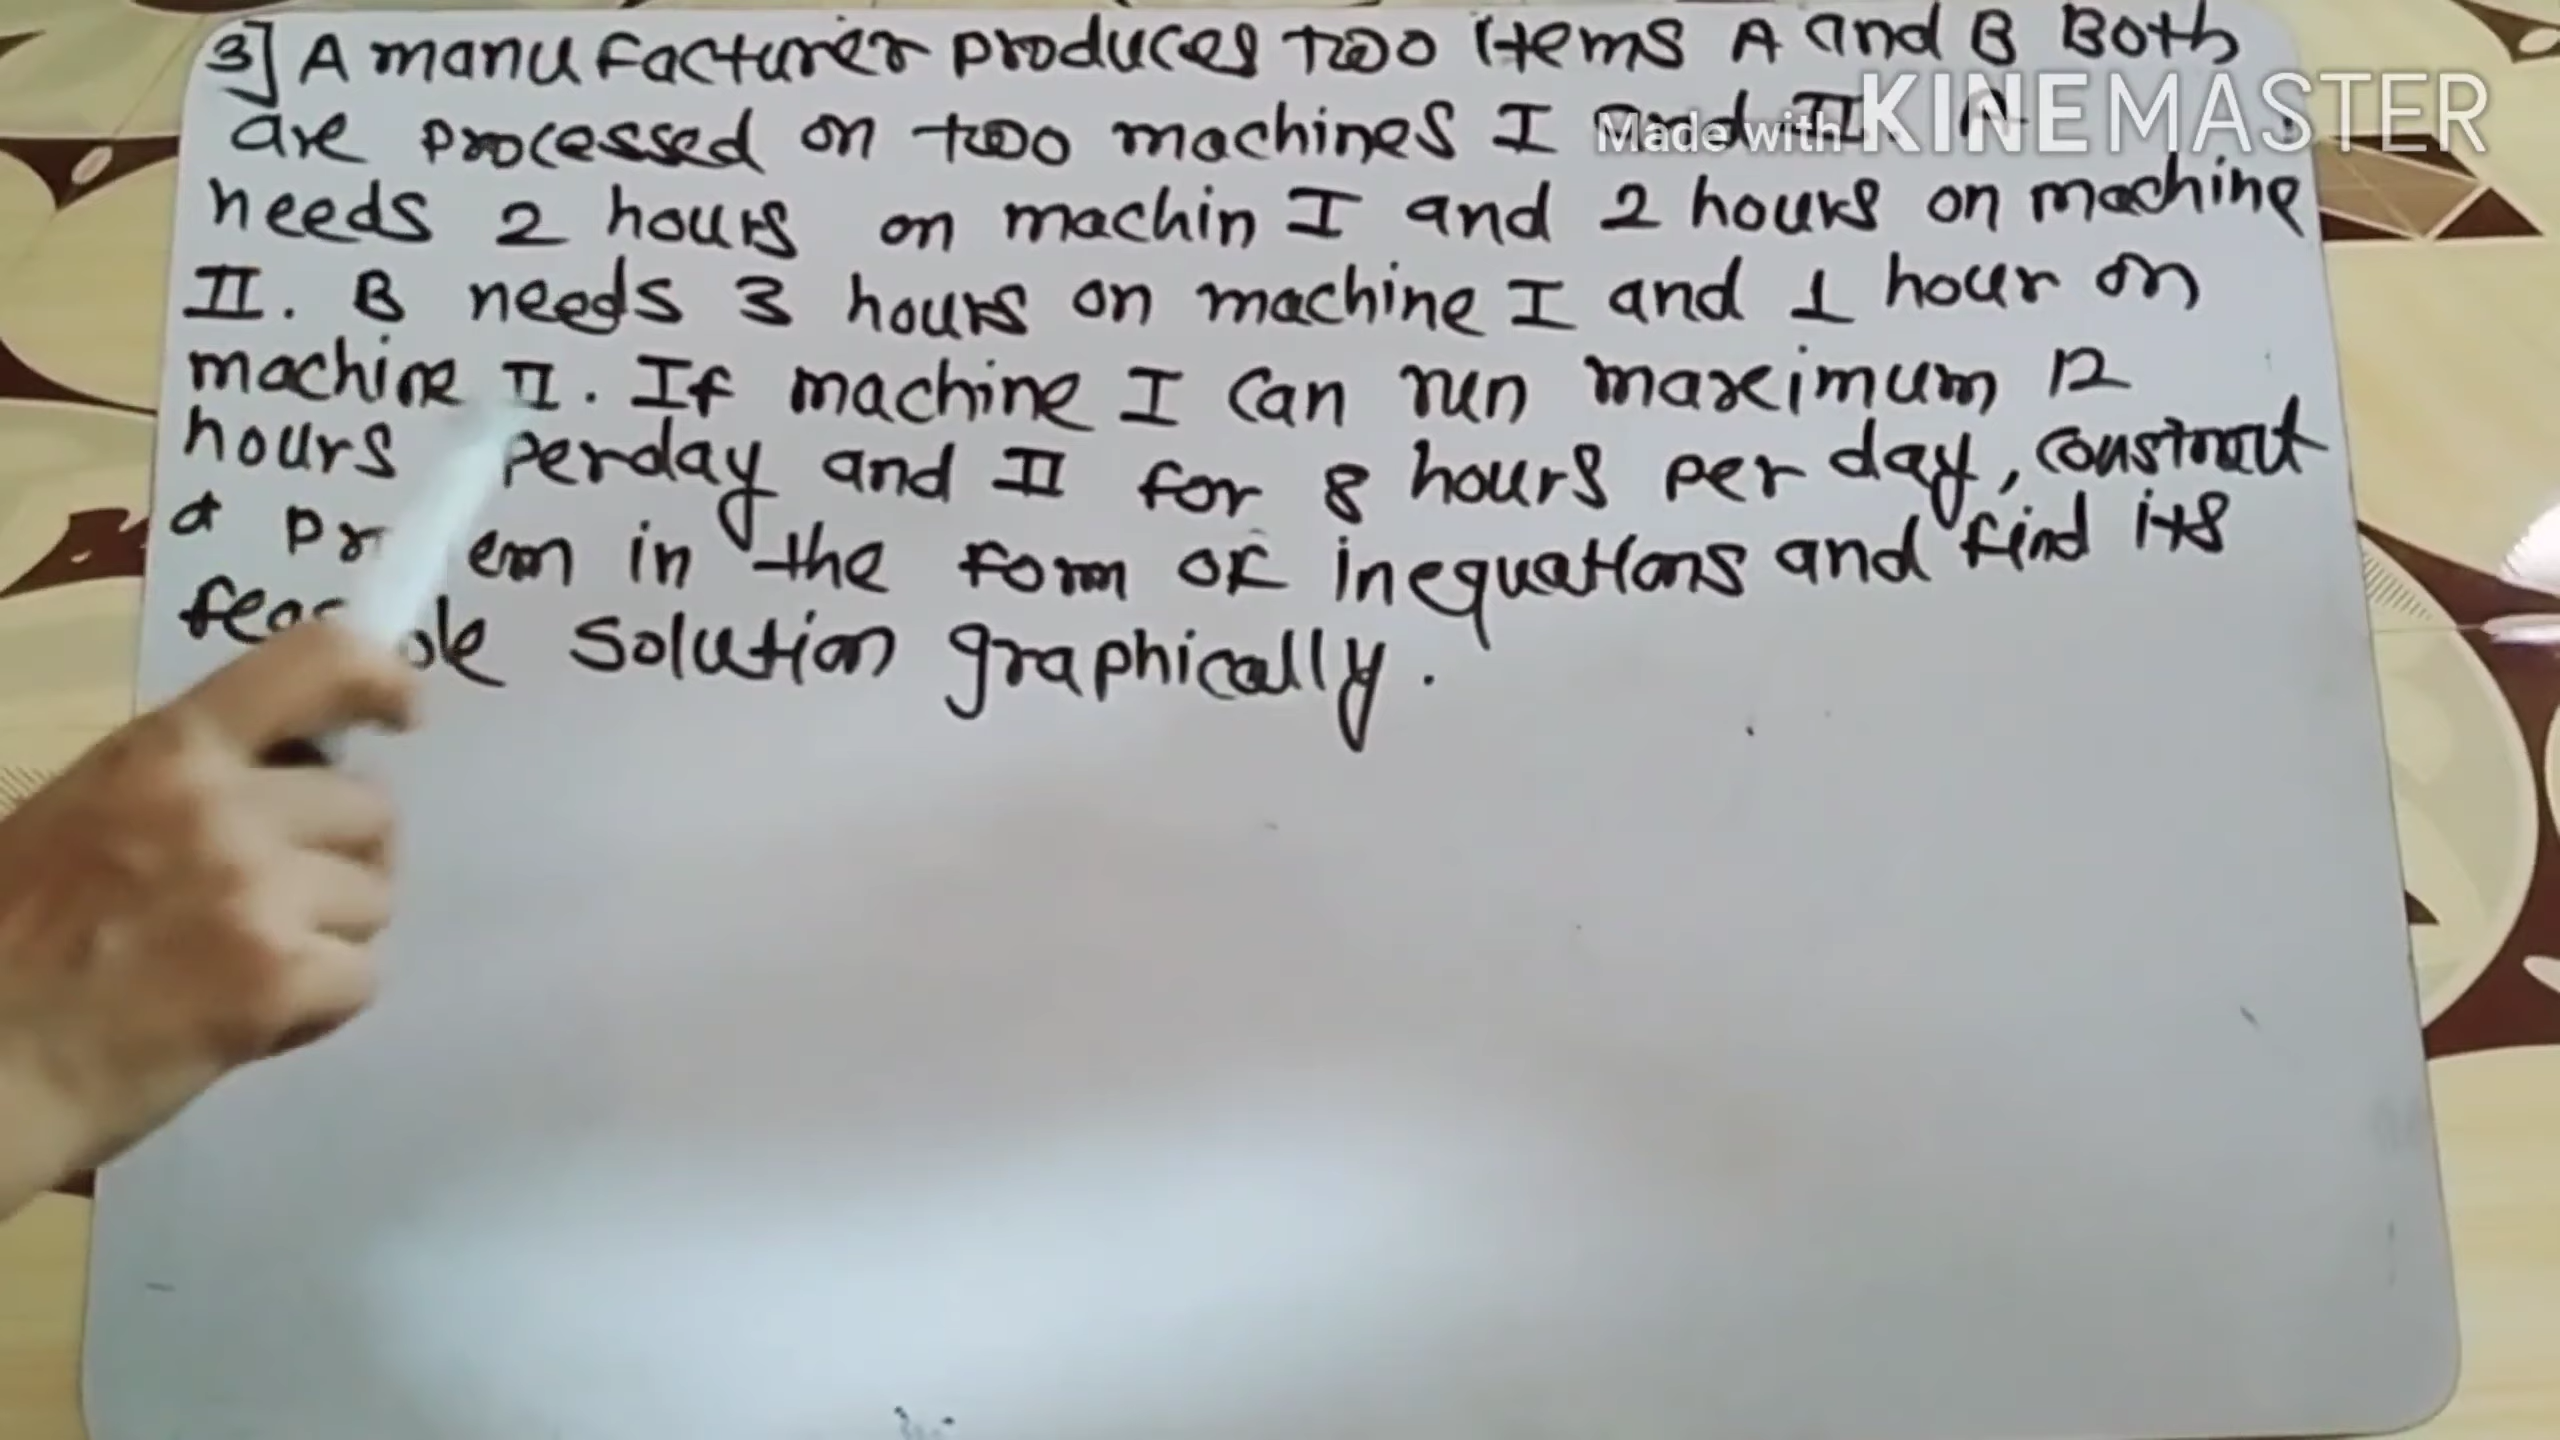 3] A manufacturer produces two items A and B Both
are processed on two machines I and II. A
Made with KINEMASTER
needs 2 hours on machin I and 2 hours on machine
II. B needs 3 hours on machine I and 1 hour on
machine II. If machine I can run maximum 12
hours perday and II for 8 hours per day, construct
a in the form of inequations and find its
solution graphically.